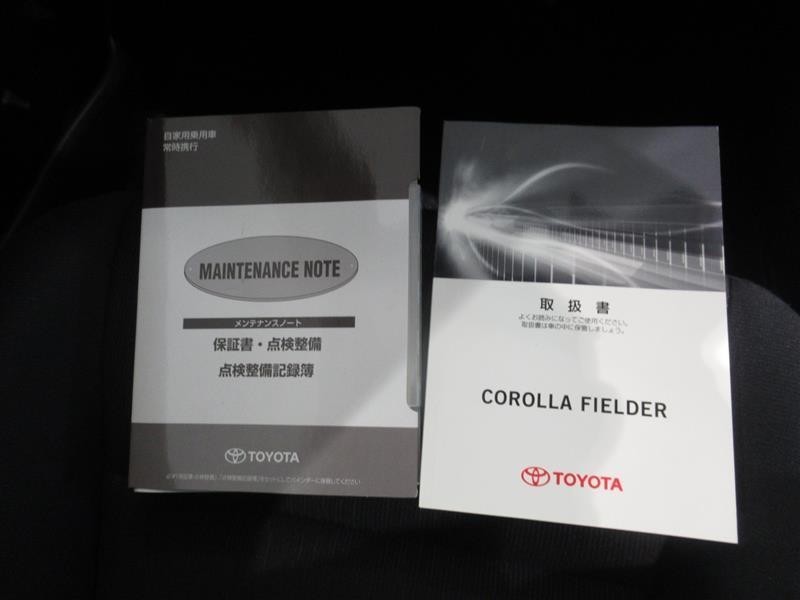 自家用乗用車
常時携行
MAINTENANCE NOTE
メンテナンスノート
保証書・点検整備
点検整備記録簿
TOYOTA
取扱書
よくお読みになってご使用ください。
取扱書は車の中に保管しましょう。
COROLLA FIELDER
TOYOTA